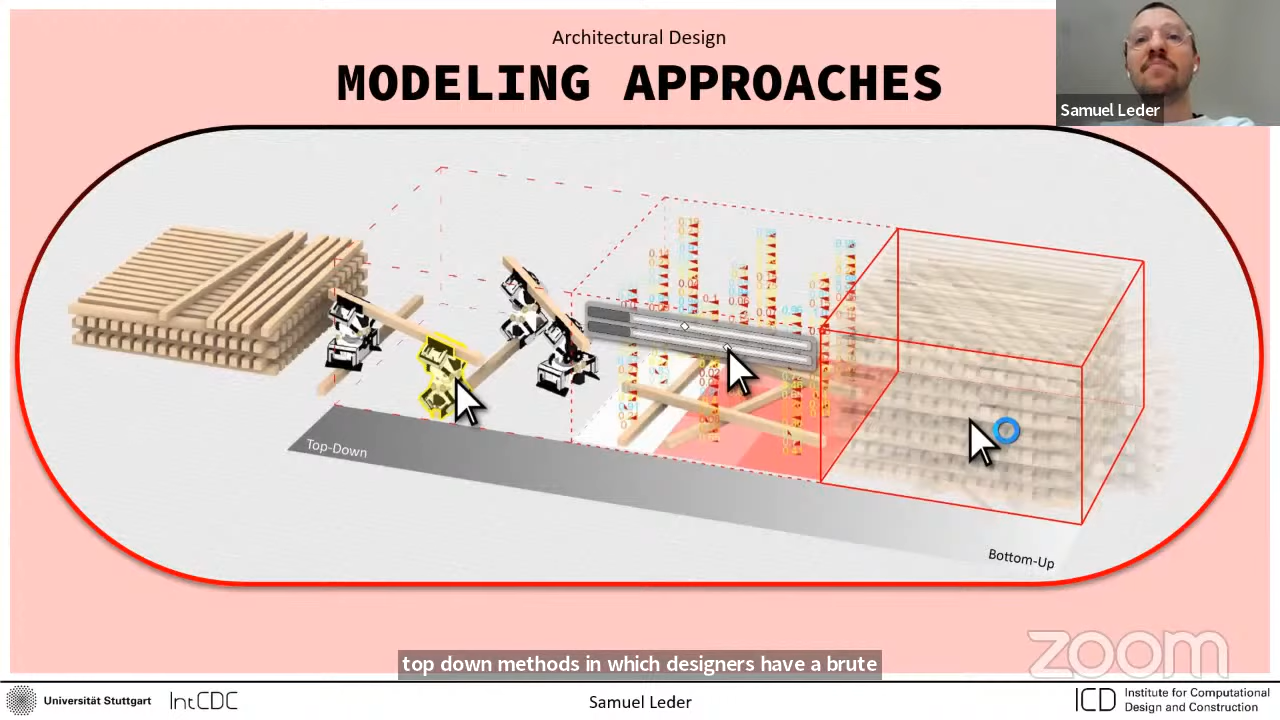 Architectural Design
MODELING APPROACHES
Samuel Leder
Top-Down
Bottom-Up
zoom
top down methods in which designers have a brute
Universität Stuttgart
IntCDC
Samuel Leder
ICD
Institute for Computational
Design and Construction